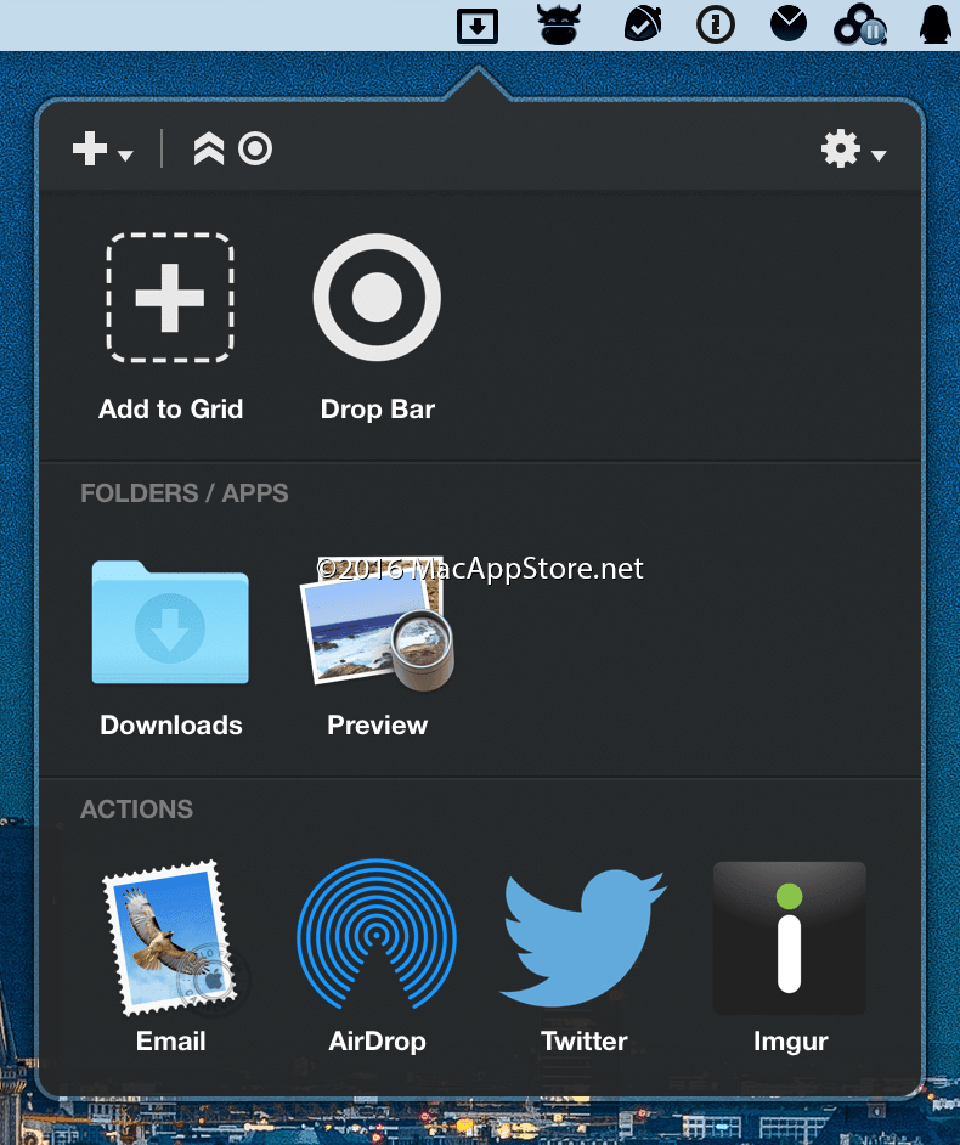 Add to Grid
Drop Bar
FOLDERS / APPS
©2016 MacAppStore.net
Downloads
Preview
ACTIONS
Email
AirDrop
Twitter
Imgur